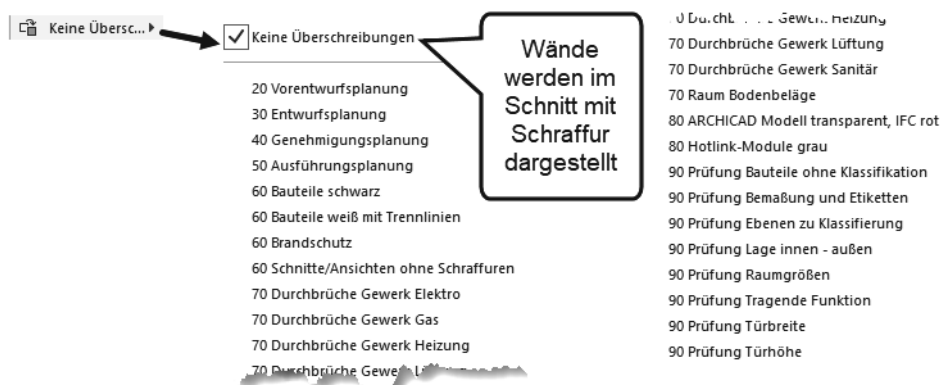 Keine Übersc...
Keine Überschreibungen
20 Vorentwurfsplanung
30 Entwurfsplanung
40 Genehmigungsplanung
50 Ausführungsplanung
60 Bauteile schwarz
60 Bauteile weiß mit Trennlinien
60 Brandschutz
60 Schnitte/Ansichten ohne Schraffuren
70 Durchbrüche Gewerk Elektro
70 Durchbrüche Gewerk Gas
70 Durchbrüche Gewerk Heizung
70 Durchbrüche Gewerk
Wände
werden im
Schnitt mit
Schraffur
dargestellt
Heizung
70 Durchbrüche Gewerk Lüftung
70 Durchbrüche Gewerk Sanitär
70 Raum Bodenbeläge
80 ARCHICAD Modell transparent, IFC rot
80 Hotlink-Module grau
90 Prüfung Bauteile ohne Klassifikation
90 Prüfung Bemaßung und Etiketten
90 Prüfung Ebenen zu Klassifierung
90 Prüfung Lage innen - außen
90 Prüfung Raumgrößen
90 Prüfung Tragende Funktion
90 Prüfung Türbreite
90 Prüfung Türhöhe